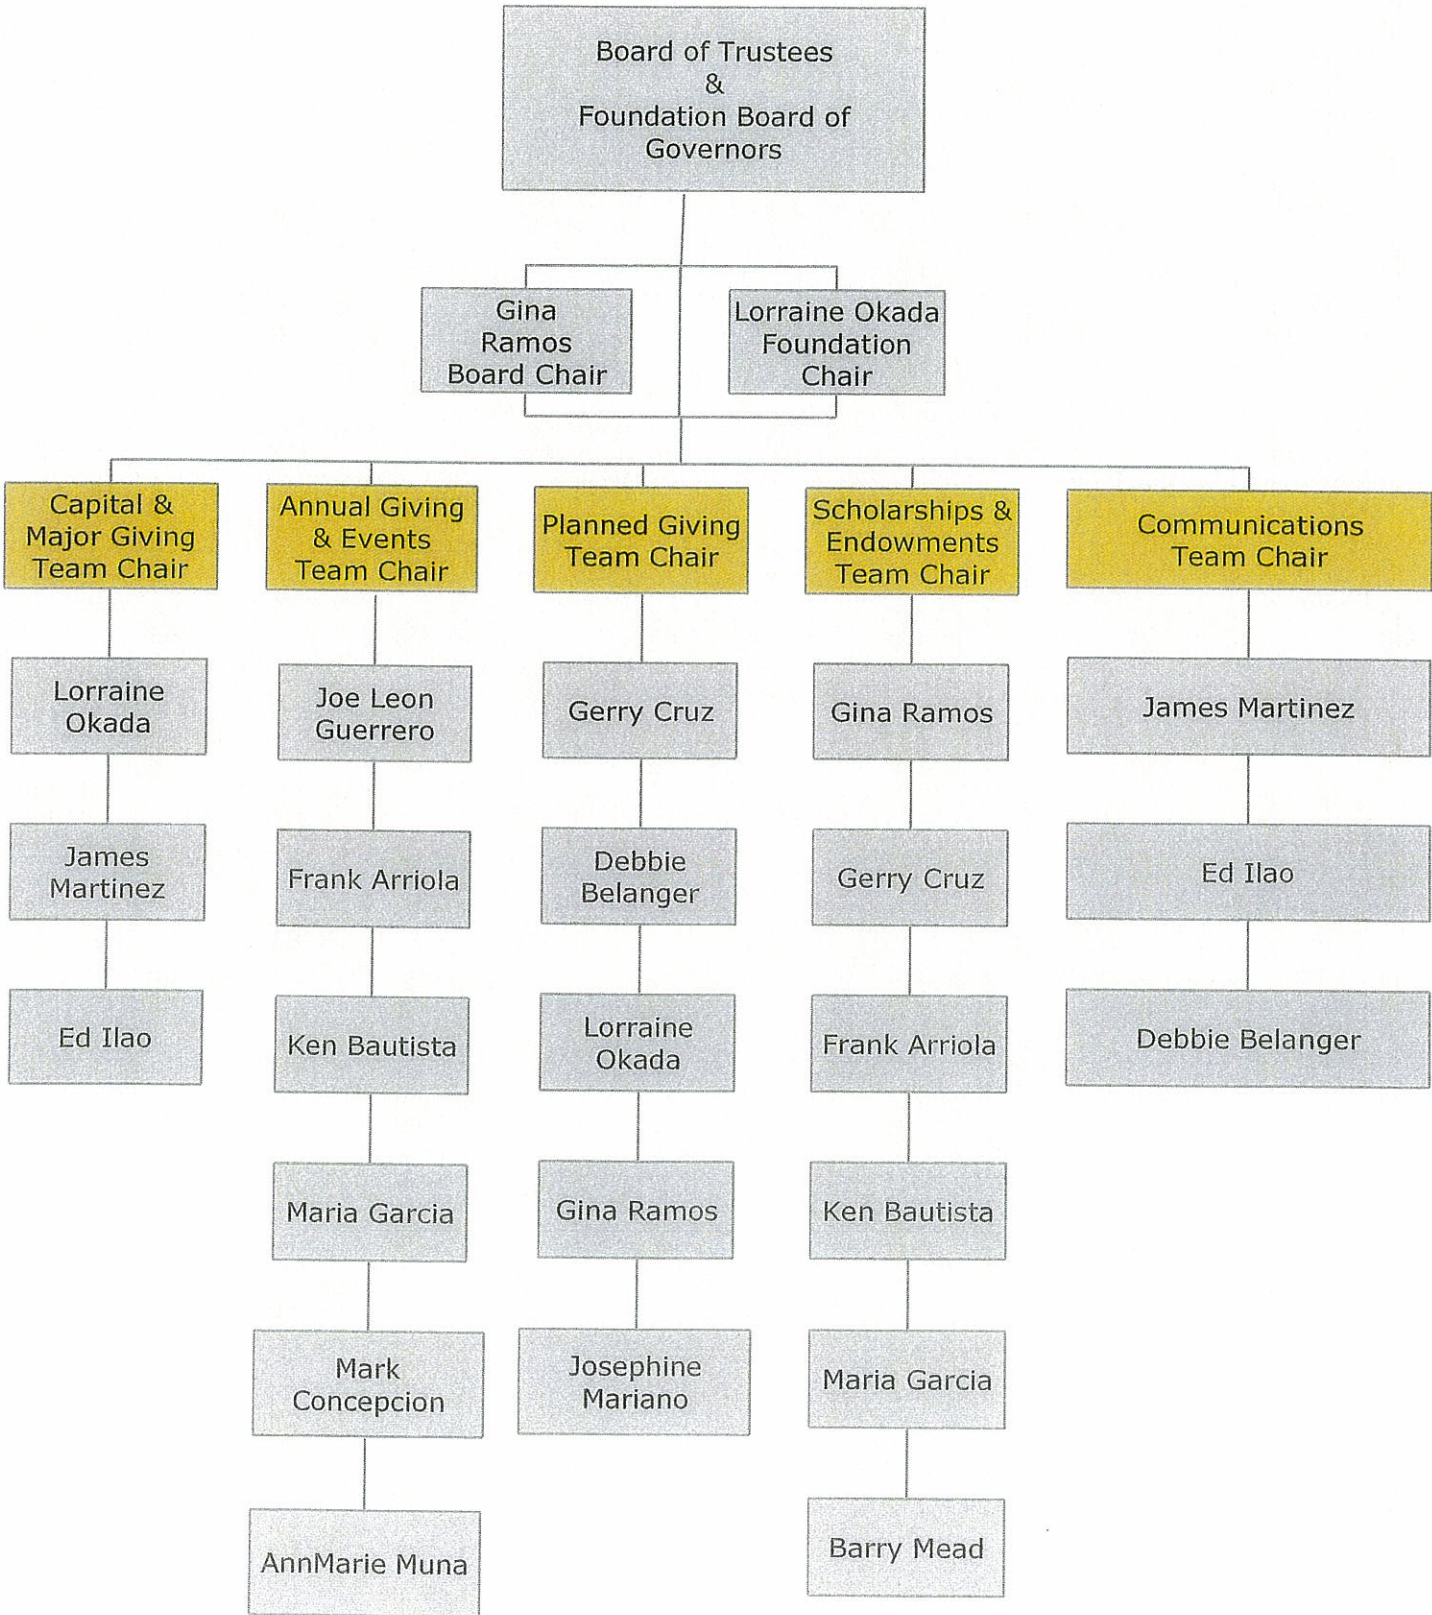 Board of Trustees
&
Foundation Board of
Governors
Gina
Ramos
Board Chair
Lorraine Okada
Foundation
Chair
Capital &
Major Giving
Team Chair
Lorraine
Okada
James
Martinez
Ed Ilao
Annual Giving
& Events
Team Chair
Joe Leon
Guerrero
Frank Arriola
Ken Bautista
Maria Garcia
Mark
Concepcion
AnnMarie Muna
Planned Giving
Team Chair
Gerry Cruz
Debbie
Belanger
Lorraine
Okada
Gina Ramos
Josephine
Mariano
Scholarships &
Endowments
Team Chair
Gina Ramos
Gerry Cruz
Frank Arriola
Ken Bautista
Maria Garcia
Barry Mead
Communications
Team Chair
James Martinez
Ed Ilao
Debbie Belanger